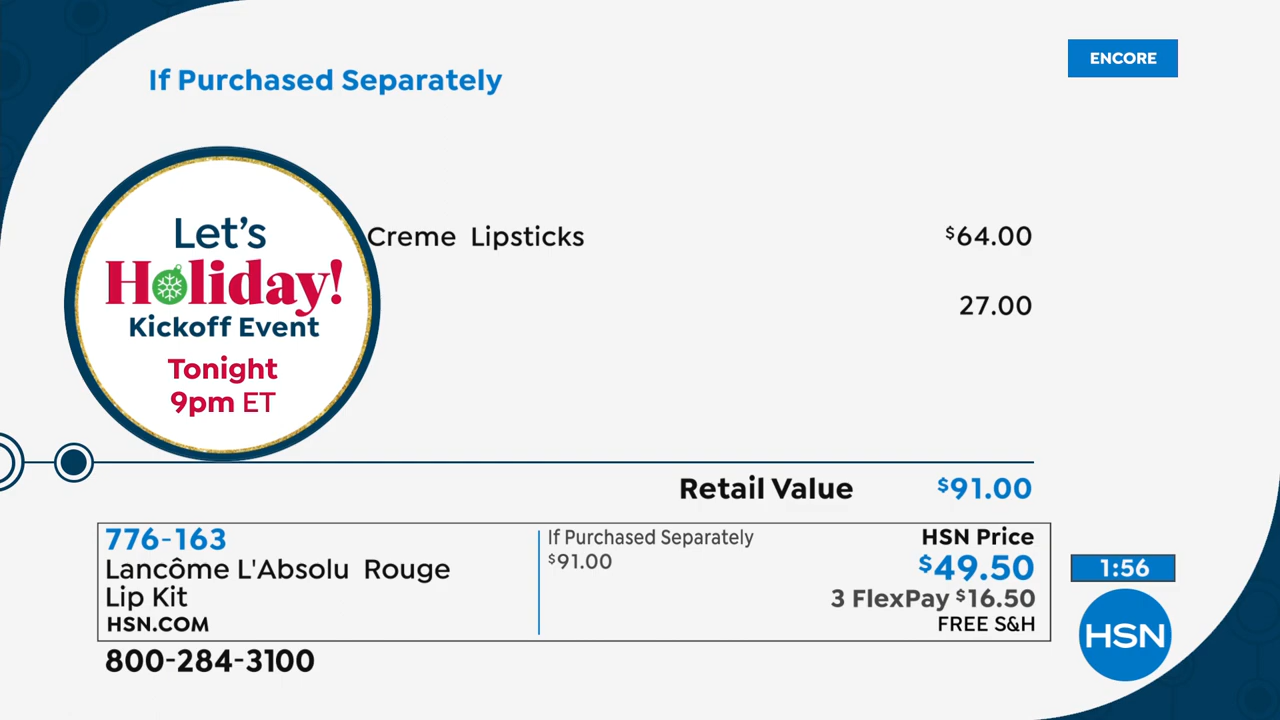 If Purchased Separately
ENCORE
Let's
Holiday!
Kickoff Event
Tonight
9pm ET
Creme Lipsticks $64.00
27.00
Retail Value $91.00
776-163
Lancôme L'Absolu Rouge
Lip Kit
HSN.COM
If Purchased Separately
$91.00
HSN Price
$49.50
3 FlexPay $16.50
FREE S&H
1:56
HSN
800-284-3100